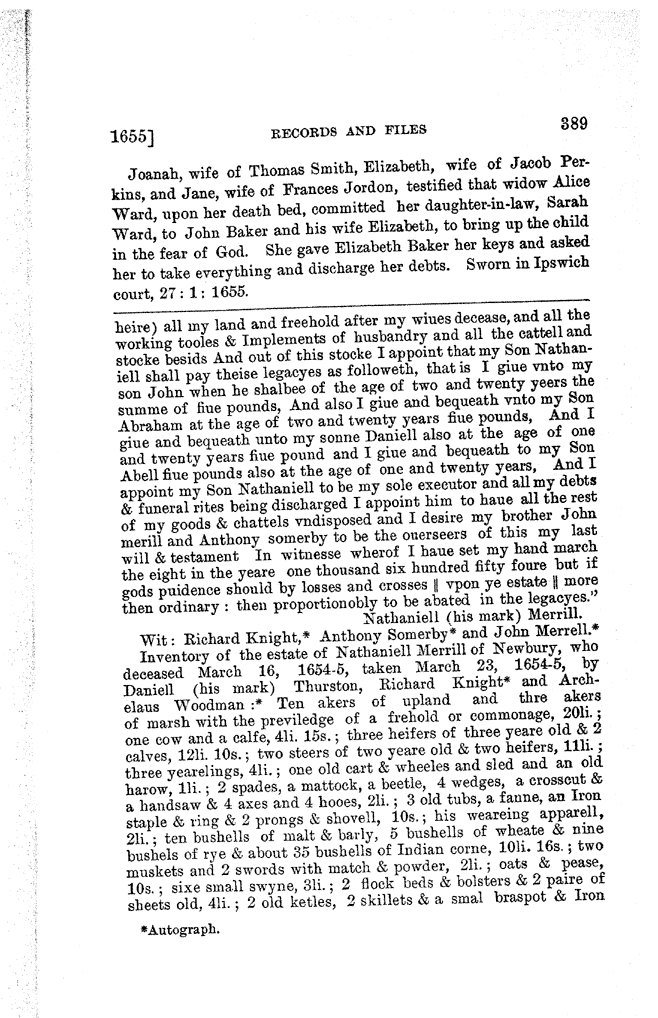 1655] RECORDS AND FILES 389
Joanah, wife of Thomas Smith, Elizabeth, wife of Jacob Per-
kins, and Jane, wife of Frances Jordon, testified that widow Alice
Ward, upon her death bed, committed her daughter-in-law, Sarah
Ward, to John Baker and his wife Elizabeth, to bring up the child
in the fear of God. She gave Elizabeth Baker her keys and asked
her to take everything and discharge her debts. Sworn in Ipswich
court, 27 : 1 : 1655.
heire) all my land and freehold after my wiues decease, and all the
working tooles & Implements of husbandry and all the cattell and
stocke besids And out of this stocke I appoint that my Son Nathan-
iell shall pay theise legacyes as followeth, that is I giue vnto my
son John when he shalbee of the age of two and twenty yeers the
summe of fiue pounds, And also I giue and bequeath vnto my Son
Abraham at the age of two and twenty years fiue pounds, And I
giue and bequeath unto my sonne Daniell also at the age of one
and twenty years fiue pound and I giue and bequeath to my Son
Abell fiue pounds also at the age of one and twenty years, And I
appoint my Son Nathaniell to be my sole executor and all my debts
& funeral rites being discharged I appoint him to haue all the rest
of my goods & chattels vndisposed and I desire my brother John
merill and Anthony somerby to be the ouerseers of this my last
will & testament In witnesse wherof I haue set my hand march
the eight in the yeare one thousand six hundred fifty foure but if
gods puidence should by losses and crosses || vpon ye estate || more
then ordinary : then proportionobly to be abated in the legacyes."
Nathaniell (his mark) Merrill.
Wit: Richard Knight,* Anthony Somerby* and John Merrell.*
Inventory of the estate of Nathaniell Merrill of Newbury, who
deceased March 16, 1654-5, taken March 23, 1654-5, by
Daniell (his mark) Thurston, Richard Knight* and Arch-
elaus Woodman :* Ten akers of upland and thre akers
of marsh with the previledge of a frehold or commonage, 20li. ;
one cow and a calfe, 4li. 15s. ; three heifers of three yeare old & 2
calves, 12li. 10s. ; two steers of two yeare old & two heifers, 11li. ;
three yearelings, 4li. ; one old cart & wheeles and sled and an old
harow, 1li. ; 2 spades, a mattock, a beetle, 4 wedges, a crosscut &
a handsaw & 4 axes and 4 hooes, 2li. ; 3 old tubs, a fanne, an Iron
staple & ring & 2 prongs & shovell, 10s. ; his weareing apparell,
2li. ; ten bushells of malt & barly, 5 bushells of wheate & nine
bushels of rye & about 35 bushells of Indian corne, 10li. 16s. ; two
muskets and 2 swords with match & powder, 2li. ; oats & pease,
10s. ; sixe small swyne, 3li. ; 2 flock beds & bolsters & 2 paire of
sheets old, 4li. ; 2 old ketles, 2 skillets & a smal braspot & Iron
*Autograph.